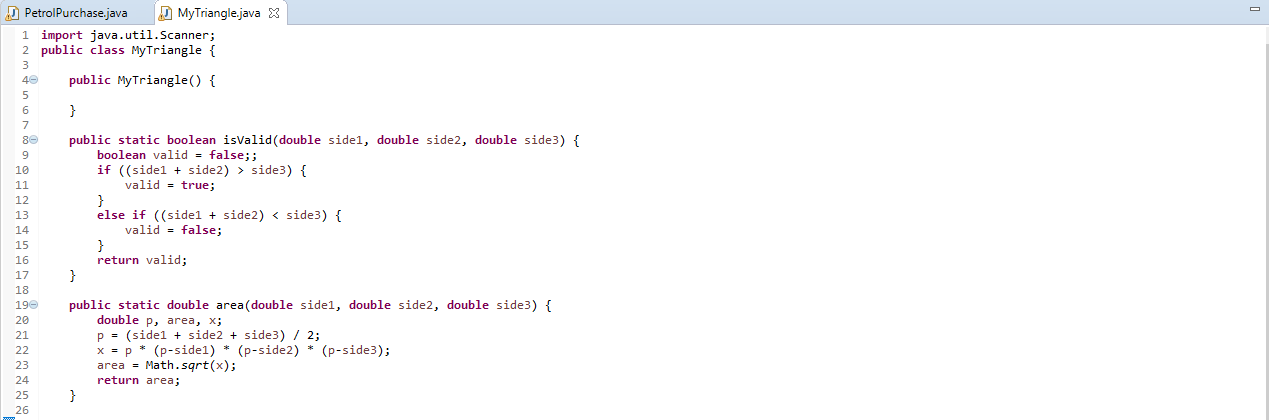 PetrolPurchase.java MyTriangle.java
1 import java.util.Scanner;
2 public class MyTriangle {
3
4 public MyTriangle() {
5
6 }
7
8 public static boolean isValid(double side1, double side2, double side3) {
9 boolean valid = false;;
10 if ((side1 + side2) > side3) {
11 valid = true;
12 }
13 else if ((side1 + side2) < side3) {
14 valid = false;
15 }
16 return valid;
17 }
18
19 public static double area(double side1, double side2, double side3) {
20 double p, area, x;
21 p = (side1 + side2 + side3) / 2;
22 x = p * (p-side1) * (p-side2) * (p-side3);
23 area = Math.sqrt(x);
24 return area;
25 }
26